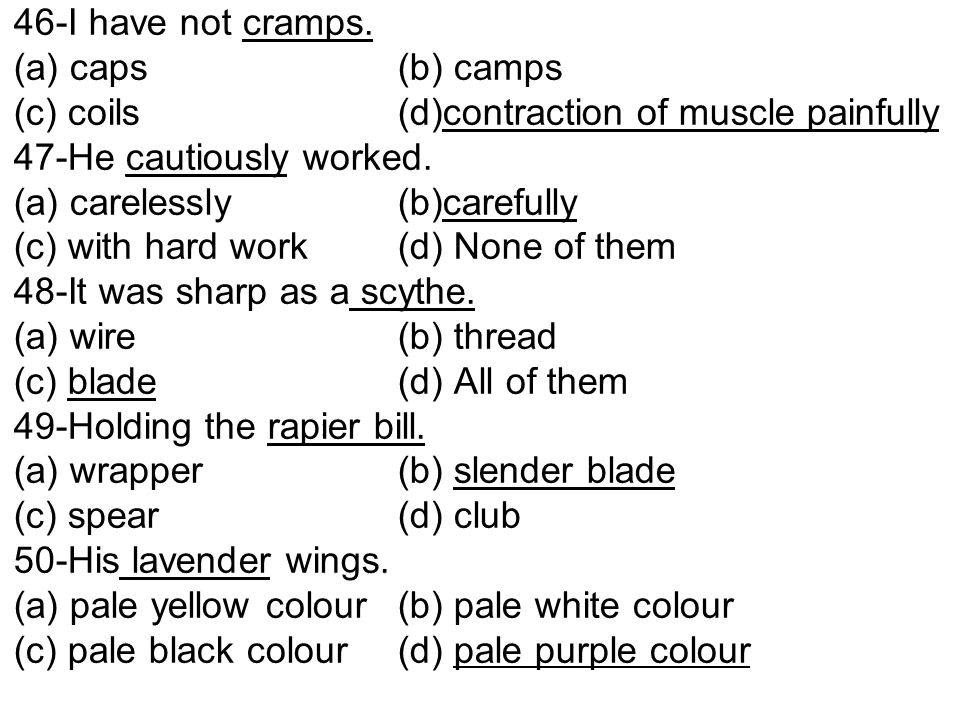 46-I have not cramps.
(a) caps (b) camps
(c) coils (d)contraction of muscle painfully
47-He cautiously worked.
(a) carelessly (b)carefully
(c) with hard work (d) None of them
48-It was sharp as a scythe.
(a) wire (b) thread
(c) blade (d) All of them
49-Holding the rapier bill.
(a) wrapper (b) slender blade
(c) spear (d) club
50-His lavender wings.
(a) pale yellow colour (b) pale white colour
(c) pale black colour (d) pale purple colour